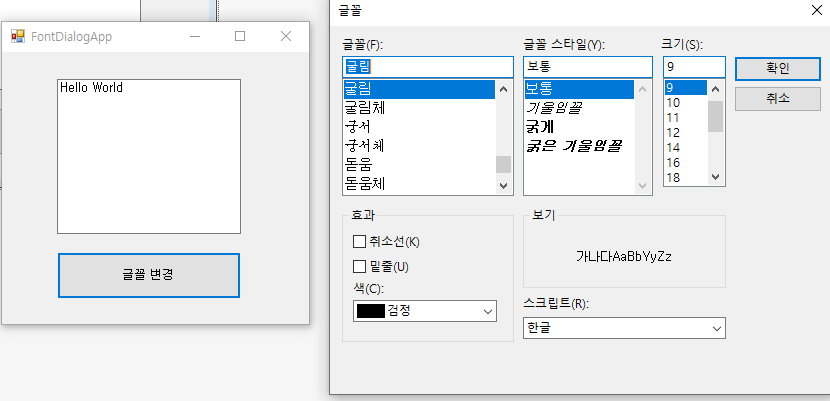 FontDialogApp
Hello World
글꼴 변경
글꼴
글꼴(F):
굴림
굴림
굴림체
궁서
궁서체
돋움
돋움체
글꼴 스타일(Y):
보통
보통
기울임꼴
굵게
굵은 기울임꼴
크기(S):
9
9
10
11
12
14
16
18
확인
취소
효과
취소선(K)
밑줄(U)
색(C):
검정
보기
가나다AaBbYyZz
스크립트(R):
한글